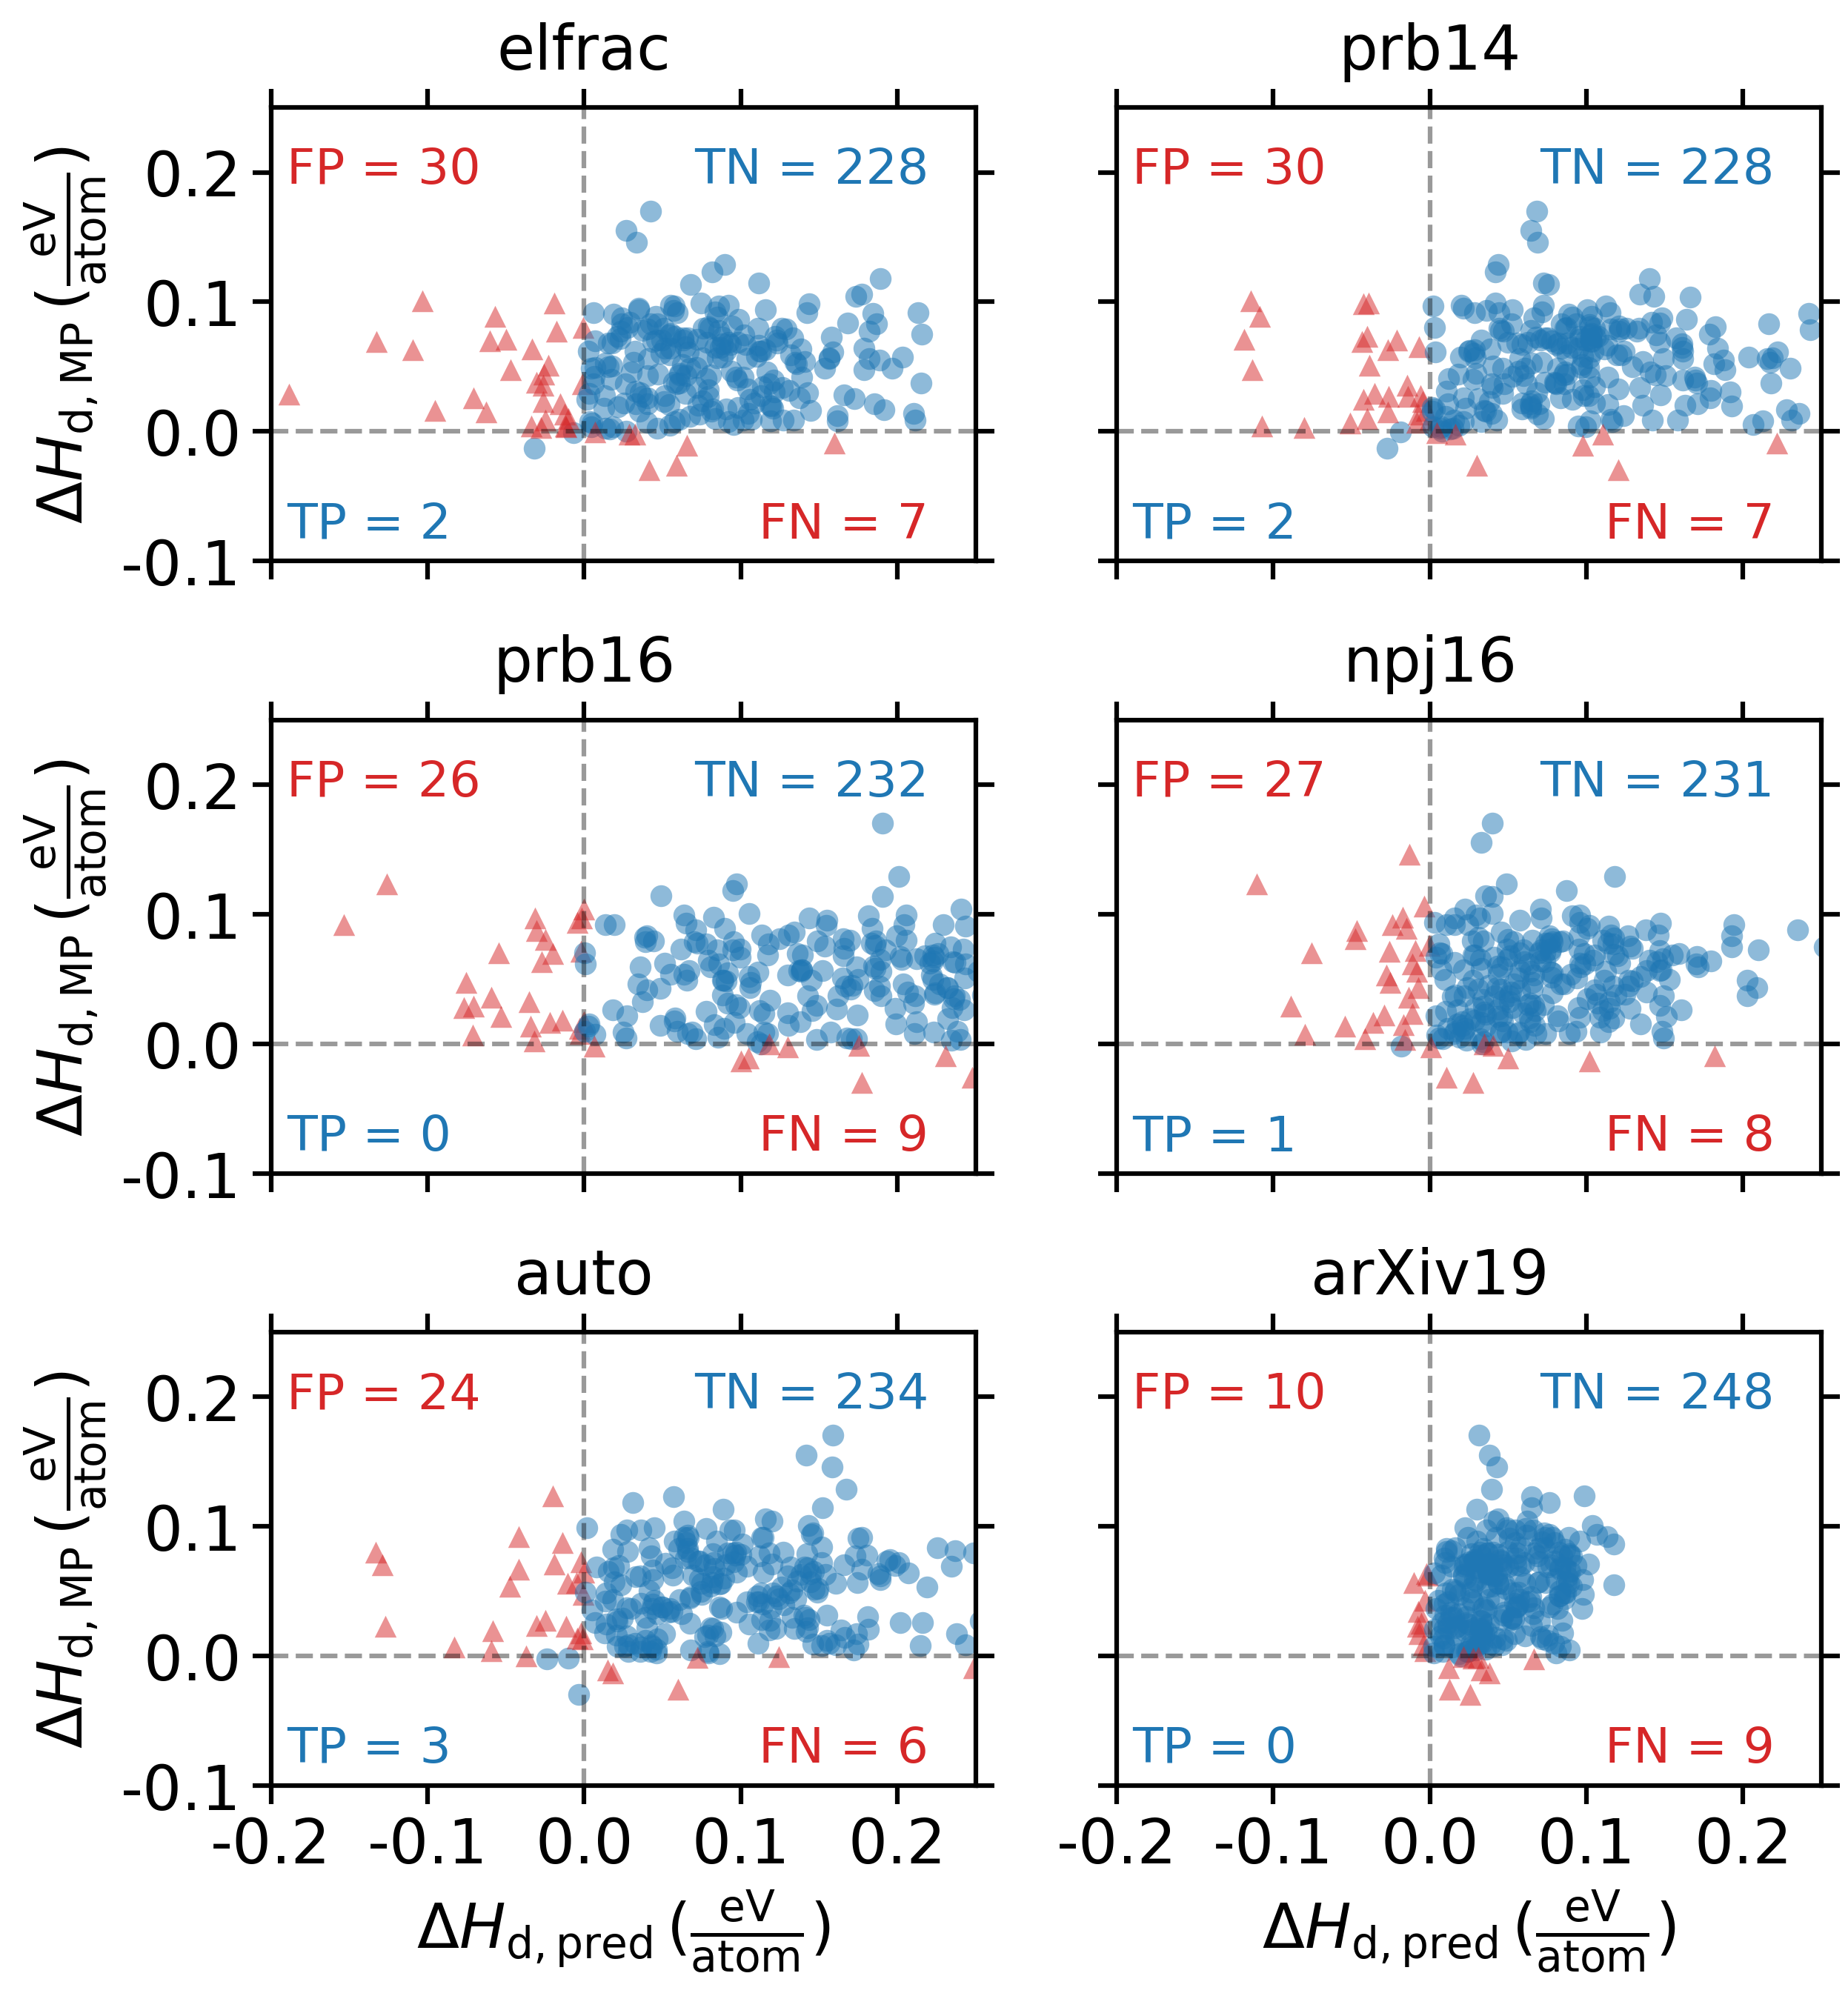 elfrac prb14
ΔH_d, MP (eV/atom)
0.2
0.1
0.0
-0.1
FP = 30 TN = 228
TP = 2 FN = 7
FP = 30 TN = 228
TP = 2 FN = 7
prb16 npj16
ΔH_d, MP (eV/atom)
0.2
0.1
0.0
-0.1
FP = 26 TN = 232
TP = 0 FN = 9
FP = 27 TN = 231
TP = 1 FN = 8
auto arXiv19
ΔH_d, MP (eV/atom)
0.2
0.1
0.0
-0.1
FP = 24 TN = 234
TP = 3 FN = 6
FP = 10 TN = 248
TP = 0 FN = 9
-0.2 -0.1 0.0 0.1 0.2 -0.2 -0.1 0.0 0.1 0.2
ΔH_d, pred (eV/atom) ΔH_d, pred (eV/atom)